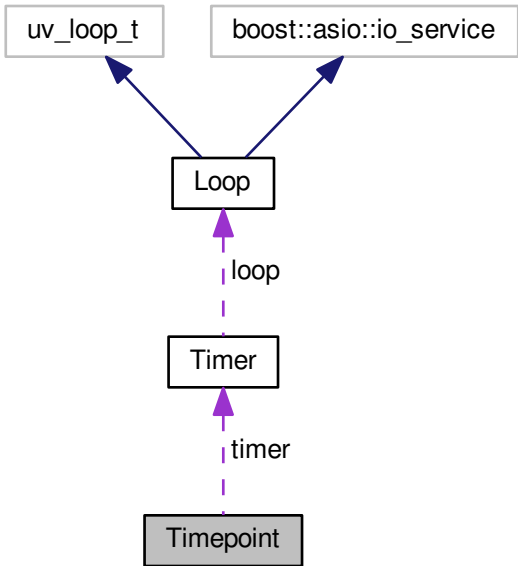 uv_loop_t
boost::asio::io_service
Loop
loop
Timer
timer
Timepoint